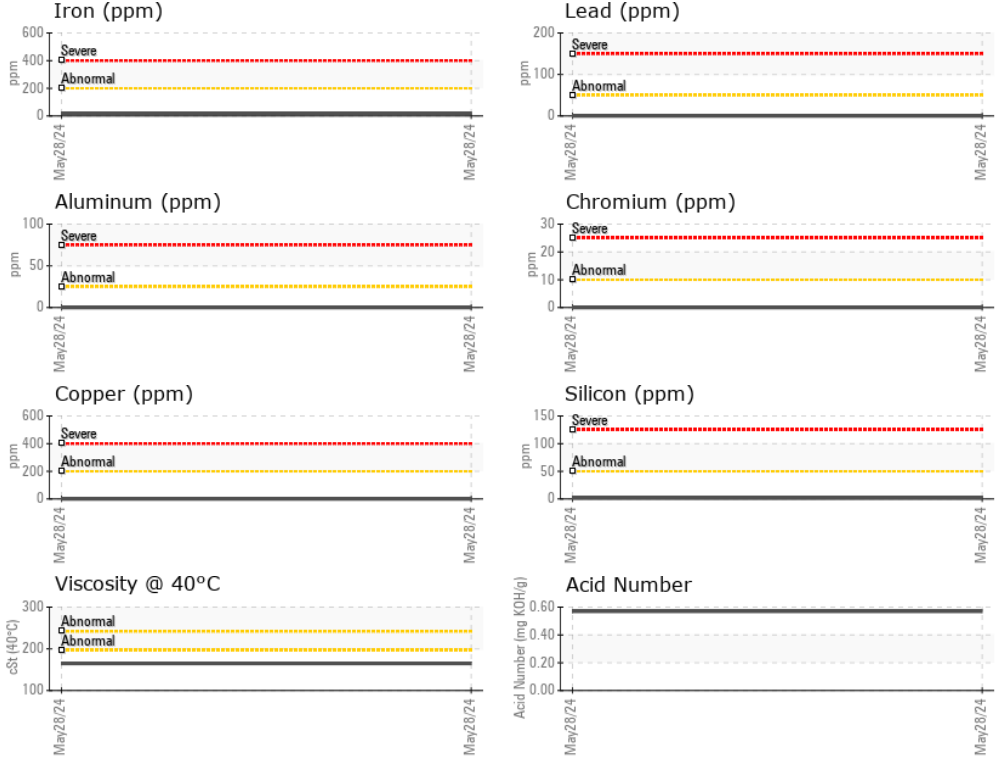 Iron (ppm)
600
400
200
0
ppm
Severe
Abnormal
May28/24
May28/24
Lead (ppm)
200
100
0
ppm
Severe
Abnormal
May28/24
May28/24
Aluminum (ppm)
100
50
0
ppm
Severe
Abnormal
May28/24
May28/24
Chromium (ppm)
30
20
10
0
ppm
Severe
Abnormal
May28/24
May28/24
Copper (ppm)
600
400
200
0
ppm
Severe
Abnormal
May28/24
May28/24
Silicon (ppm)
150
100
50
0
ppm
Severe
Abnormal
May28/24
May28/24
Viscosity @ 40°C
300
200
100
cSt (40°C)
Abnormal
Abnormal
May28/24
May28/24
Acid Number
0.60
0.40
0.20
0.00
Acid Number (mg KOH/g)
May28/24
May28/24